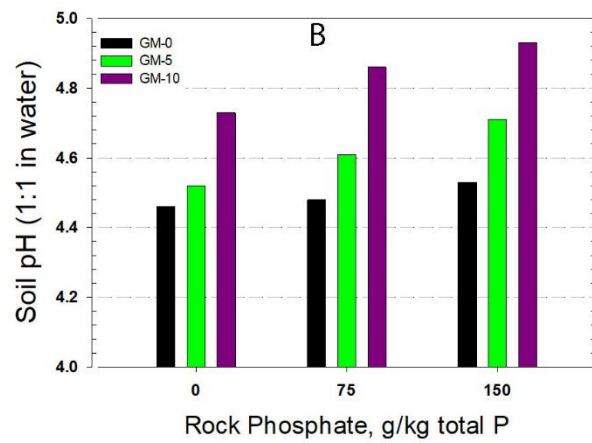 B
GM-0
GM-5
GM-10
Soil pH (1:1 in water)
5.0
4.8
4.6
4.4
4.2
4.0
0 75 150
Rock Phosphate, g/kg total P